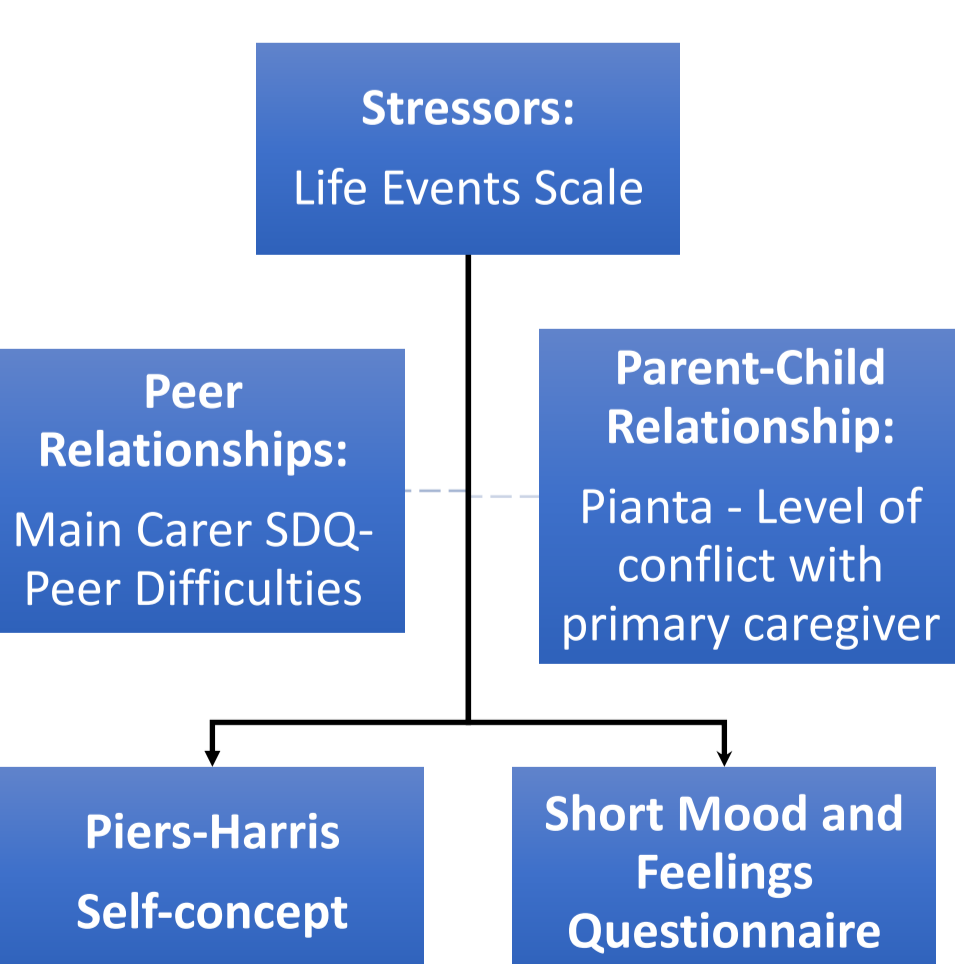 Stressors:
Life Events Scale
Peer
Relationships:
Main Carer SDQ-
Peer Difficulties
Parent-Child
Relationship:
Pianta - Level of
conflict with
primary caregiver
Piers-Harris
Self-concept
Short Mood and
Feelings
Questionnaire